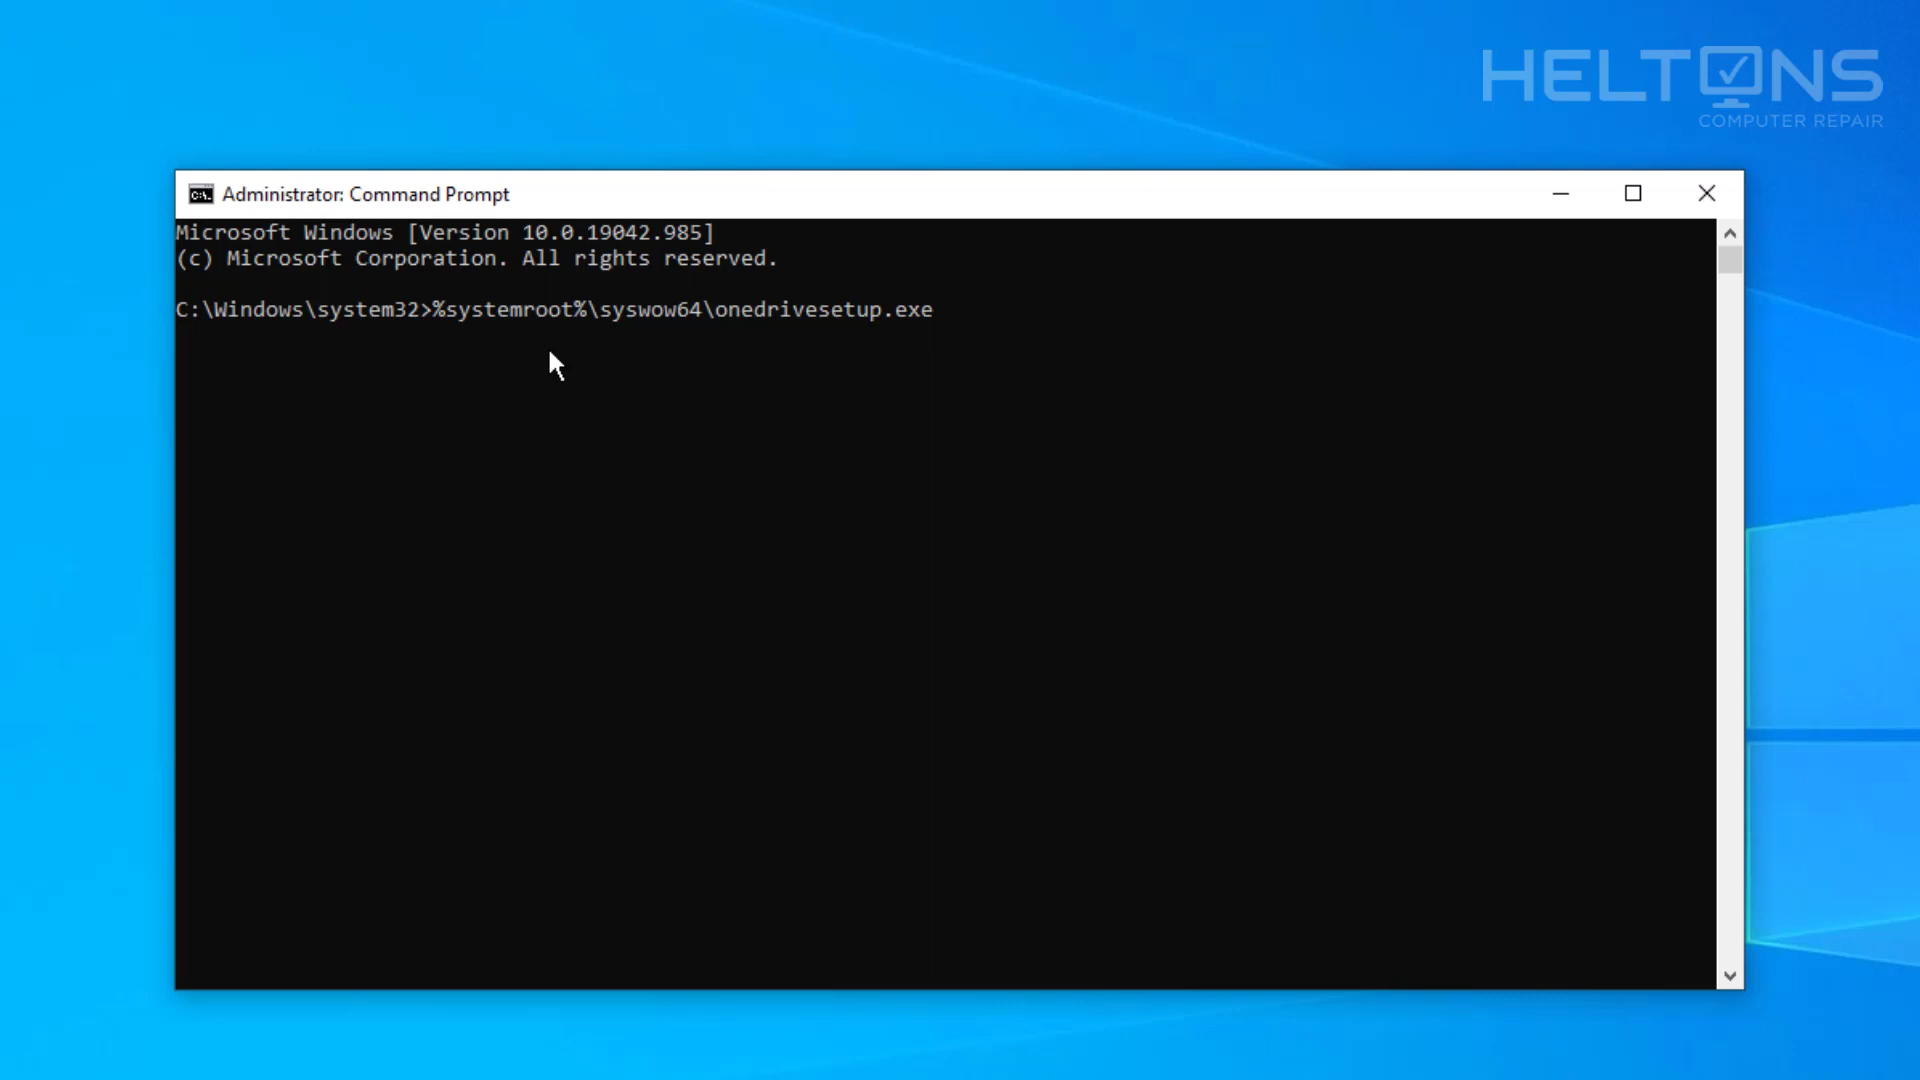 HELTONS
COMPUTER REPAIR
Administrator: Command Prompt
Microsoft Windows [Version 10.0.19042.985]
(c) Microsoft Corporation. All rights reserved.
C:\Windows\system32>%systemroot%\syswow64\onedrivesetup.exe